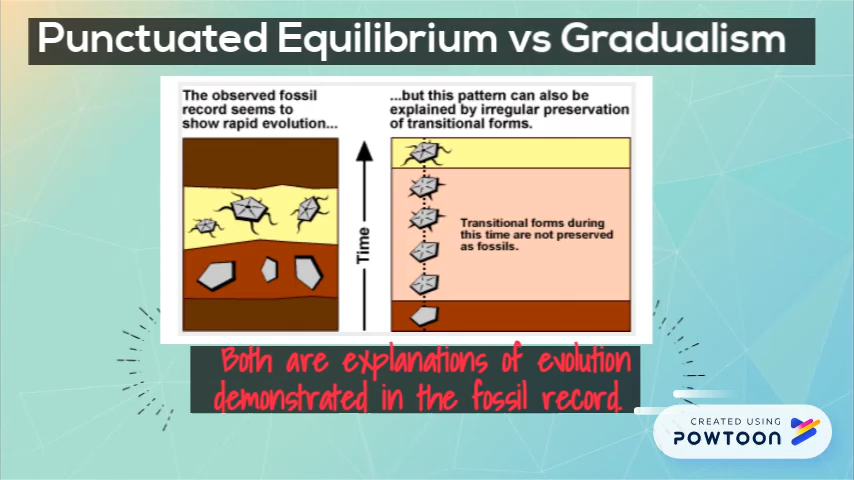 Punctuated Equilibrium vs Gradualism
The observed fossil
record seems to
show rapid evolution...
...but this pattern can also be
explained by irregular preservation
of transitional forms.
Time
Transitional forms during
this time are not preserved
as fossils.
Both are explanations of evolution
demonstrated in the fossil record.
CREATED USING
POWTOON